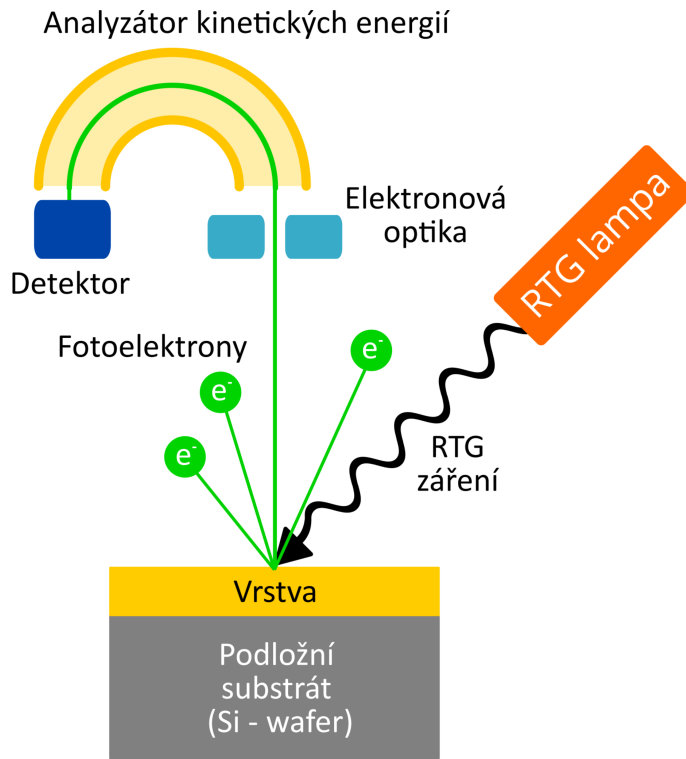 Analyzátor kinetických energií
Elektronová
optika
RTG lampa
Detektor
Fotoelektrony
e-
e-
e-
RTG
záření
Vrstva
Podložní
substrát
(Si - wafer)